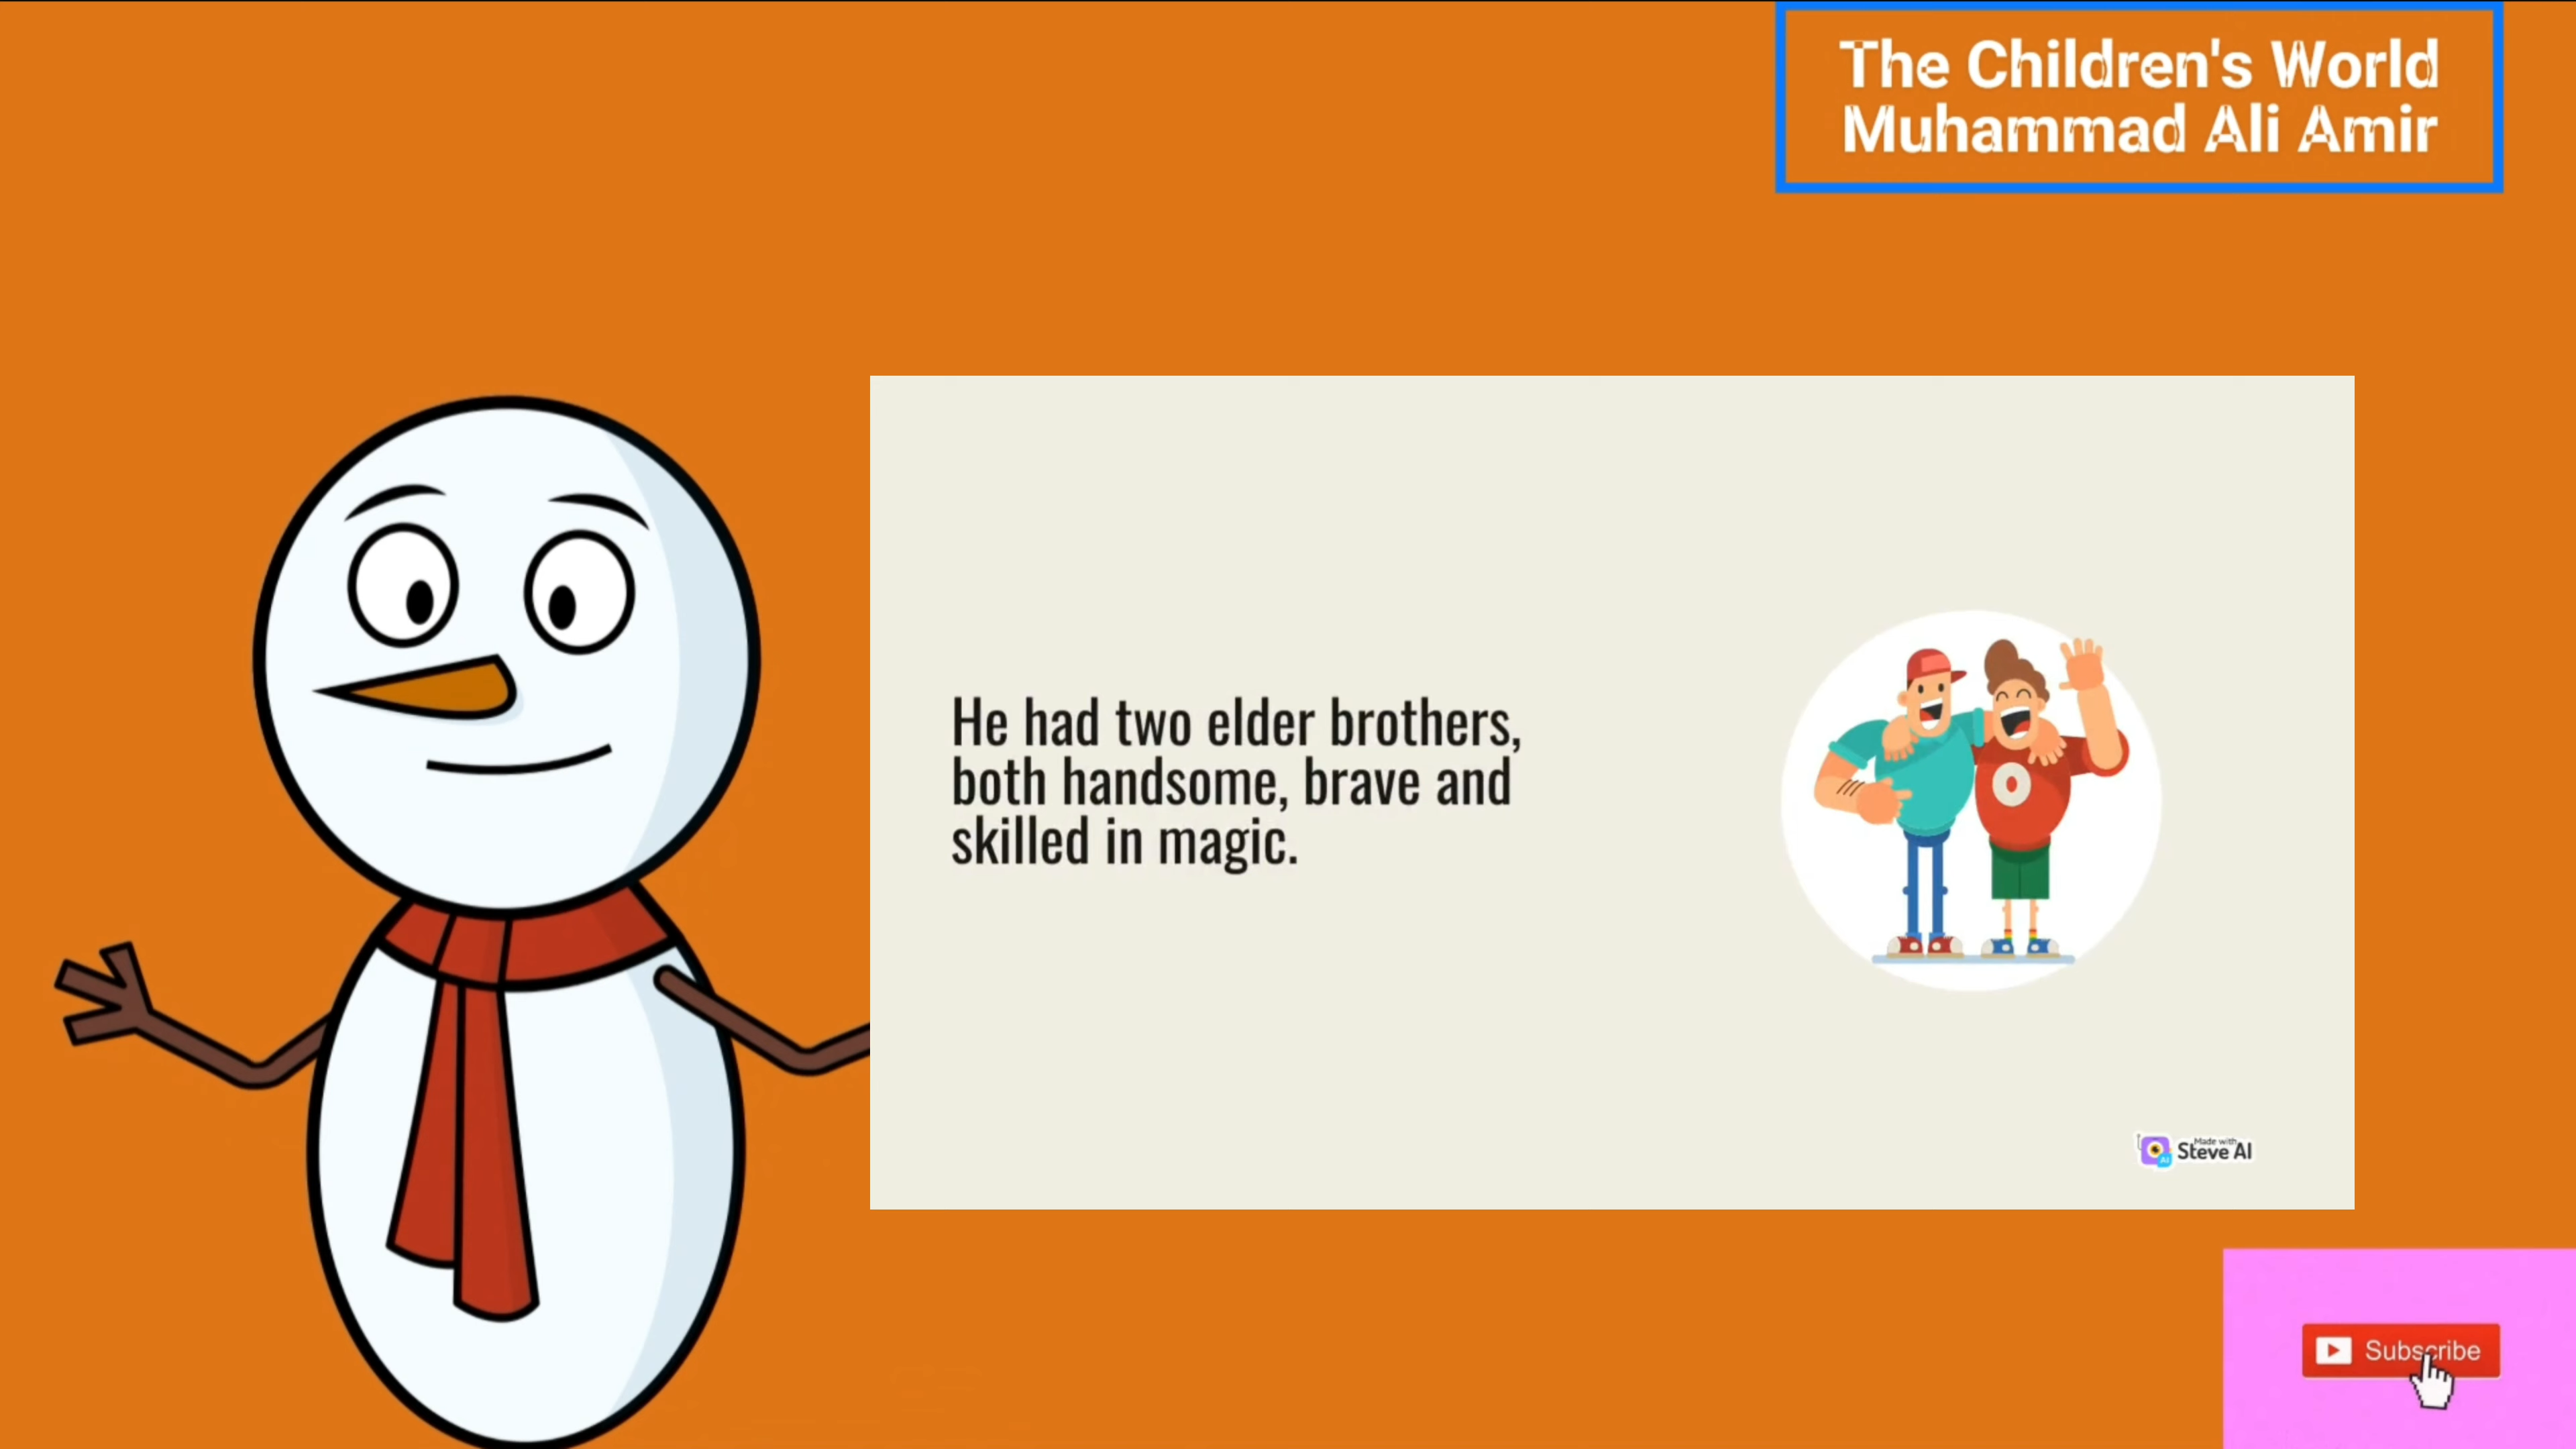 The Children's World
Muhammad Ali Amir
He had two elder brothers,
both handsome, brave and
skilled in magic.
Made with
Steve AI
Subscribe